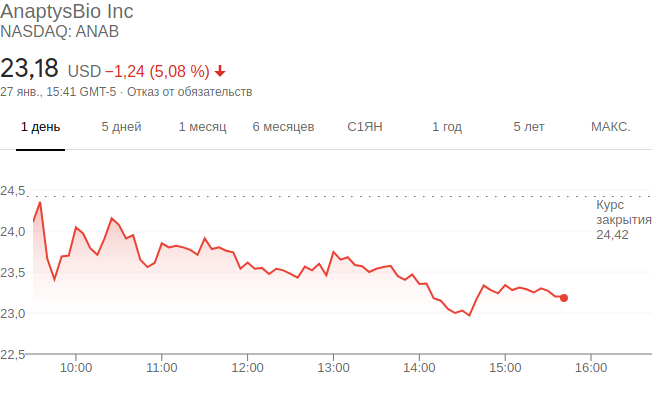 AnaptysBio Inc
NASDAQ: ANAB
23,18 USD −1,24 (5,08 %)
27 янв., 15:41 GMT-5 · Отказ от обязательств
1 день 5 дней 1 месяц 6 месяцев С1ЯН 1 год 5 лет МАКС.
24,5
Курс
закрытия
24,42
24,0
23,5
23,0
22,5
10:00 11:00 12:00 13:00 14:00 15:00 16:00